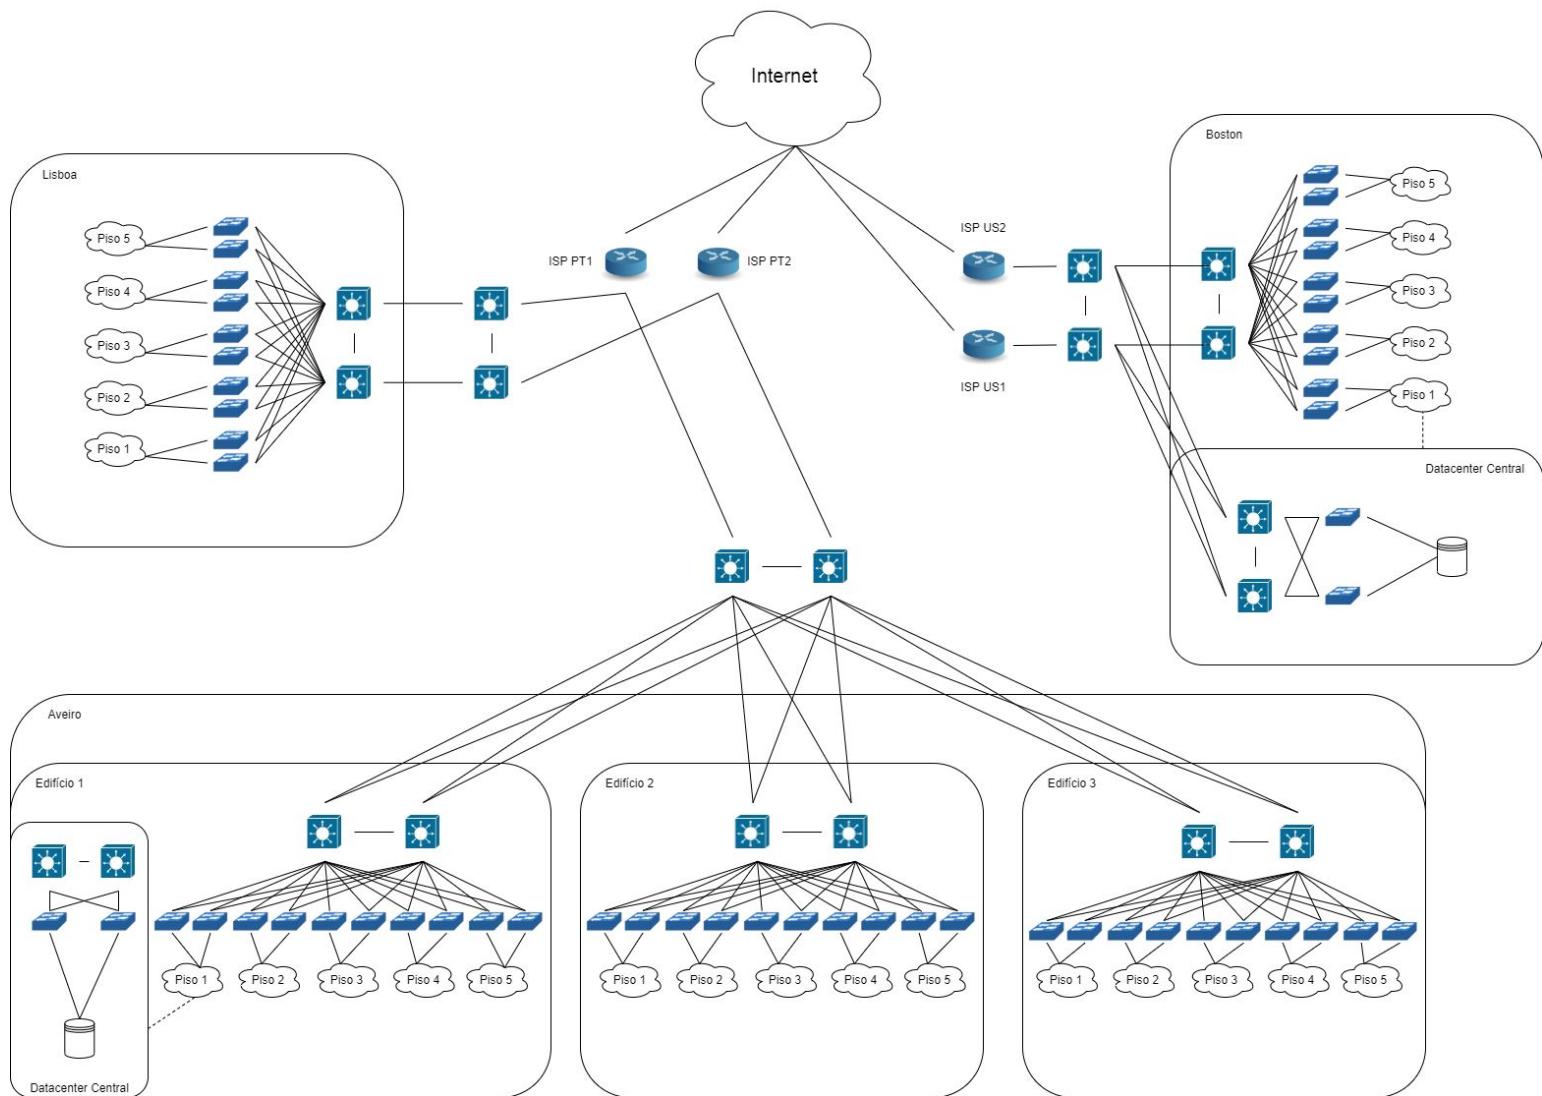 Internet
Lisboa
Piso 5
Piso 4
Piso 3
Piso 2
Piso 1
ISP PT1
ISP PT2
ISP US2
ISP US1
Boston
Piso 5
Piso 4
Piso 3
Piso 2
Piso 1
Datacenter Central
Aveiro
Edifício 1
Piso 1
Piso 2
Piso 3
Piso 4
Piso 5
Datacenter Central
Edifício 2
Piso 1
Piso 2
Piso 3
Piso 4
Piso 5
Edifício 3
Piso 1
Piso 2
Piso 3
Piso 4
Piso 5